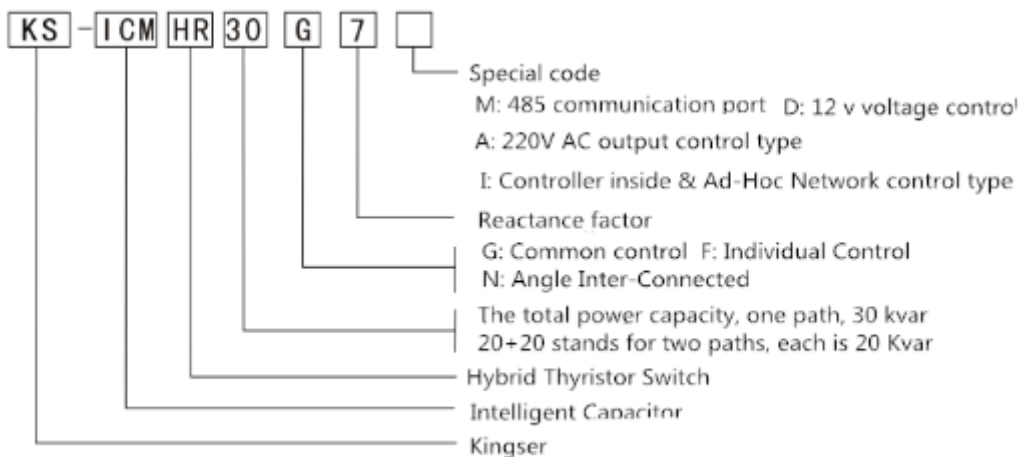 KS-ICM HR 30 G 7
Special code
M: 485 communication port D: 12 v voltage control
A: 220V AC output control type
I: Controller inside & Ad-Hoc Network control type
Reactance factor
G: Common control F: Individual Control
N: Angle Inter-Connected
The total power capacity, one path, 30 kvar
20+20 stands for two paths, each is 20 Kvar
Hybrid Thyristor Switch
Intelligent Capacitor
Kingser